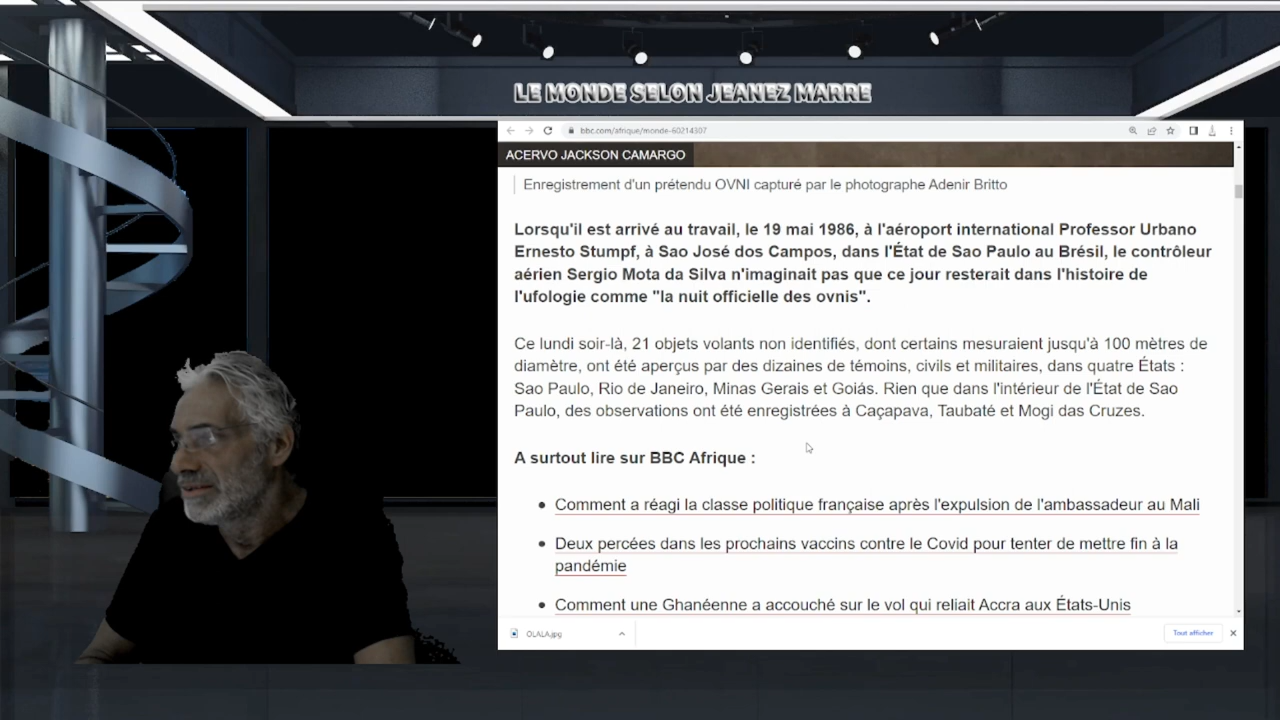 LE MONDE SELON JEANEZ MARRE
bbc.com/afrique/monde-60214307
ACERVO JACKSON CAMARGO
Enregistrement d'un prétendu OVNI capturé par le photographe Adenir Britto
Lorsqu'il est arrivé au travail, le 19 mai 1986, à l'aéroport international Professor Urbano
Ernesto Stumpf, à Sao José dos Campos, dans l'État de Sao Paulo au Brésil, le contrôleur
aérien Sergio Mota da Silva n'imaginait pas que ce jour resterait dans l'histoire de
l'ufologie comme "la nuit officielle des ovnis".
Ce lundi soir-là, 21 objets volants non identifiés, dont certains mesuraient jusqu'à 100 mètres de
diamètre, ont été aperçus par des dizaines de témoins, civils et militaires, dans quatre États :
Sao Paulo, Rio de Janeiro, Minas Gerais et Goiás. Rien que dans l'intérieur de l'État de Sao
Paulo, des observations ont été enregistrées à Caçapava, Taubaté et Mogi das Cruzes.
A surtout lire sur BBC Afrique :
Comment a réagi la classe politique française après l'expulsion de l'ambassadeur au Mali
Deux percées dans les prochains vaccins contre le Covid pour tenter de mettre fin à la
pandémie
Comment une Ghanéenne a accouché sur le vol qui reliait Accra aux États-Unis
OLALA.jpg
Tout afficher